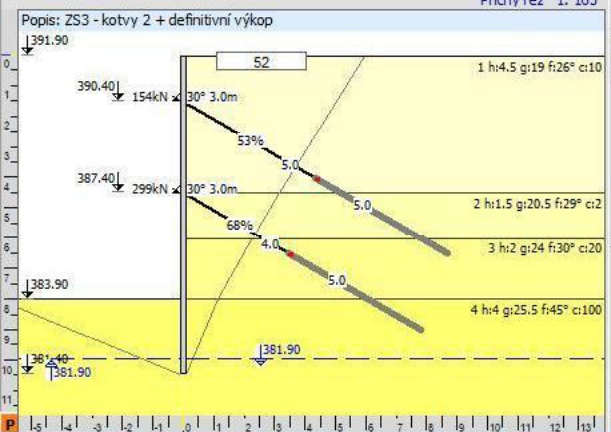 Příčný řez 1: 105
Popis: ZS3 - kotvy 2 + definitivní výkop
391.90
0
52
1 h:4.5 g:19 f:26° c:10
390.40
154kN
30° 3.0m
1
2
53%
3
5.0
387.40
4
299kN
30° 3.0m
5.0
2 h:1.5 g:20.5 f:29° c:2
5
68%
4.0
3 h:2 g:24 f:30° c:20
6
5.0
7
383.90
4 h:4 g:25.5 f:45° c:100
8
9
381.90
381.40
10
381.90
11
P -5 -4 -3 -2 -1 .0 1 2 3 4 5 6 7 8 9 10 11 12 13